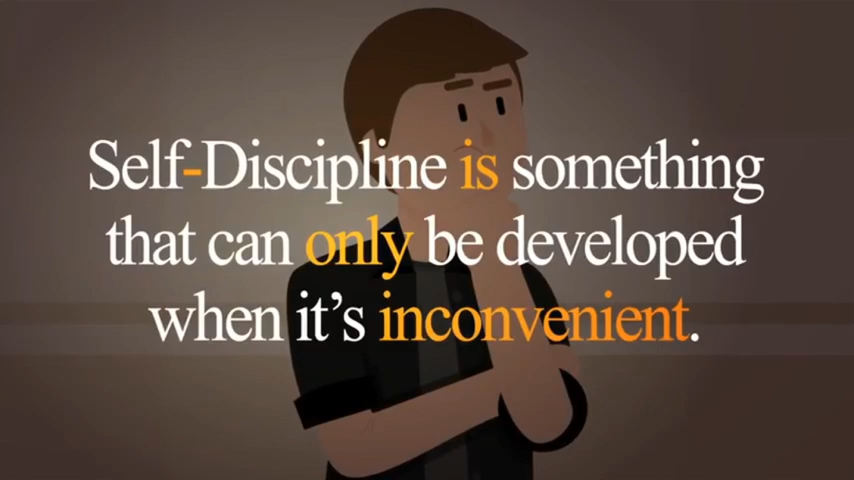 Self-Discipline is something
that can only be developed
when it’s inconvenient.